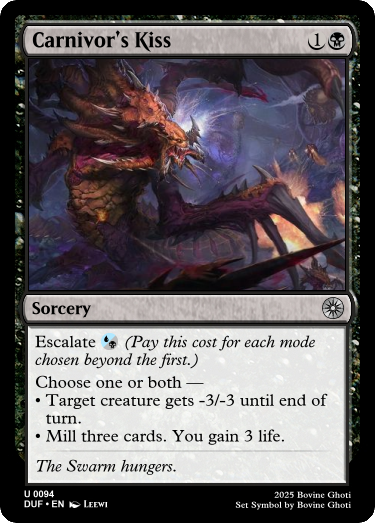 Carnivor's Kiss 1
Sorcery
Escalate (Pay this cost for each mode
chosen beyond the first.)
Choose one or both —
• Target creature gets -3/-3 until end of
turn.
• Mill three cards. You gain 3 life.
The Swarm hungers.
U 0094
DUF • EN Leewi
2025 Bovine Ghoti
Set Symbol by Bovine Ghoti